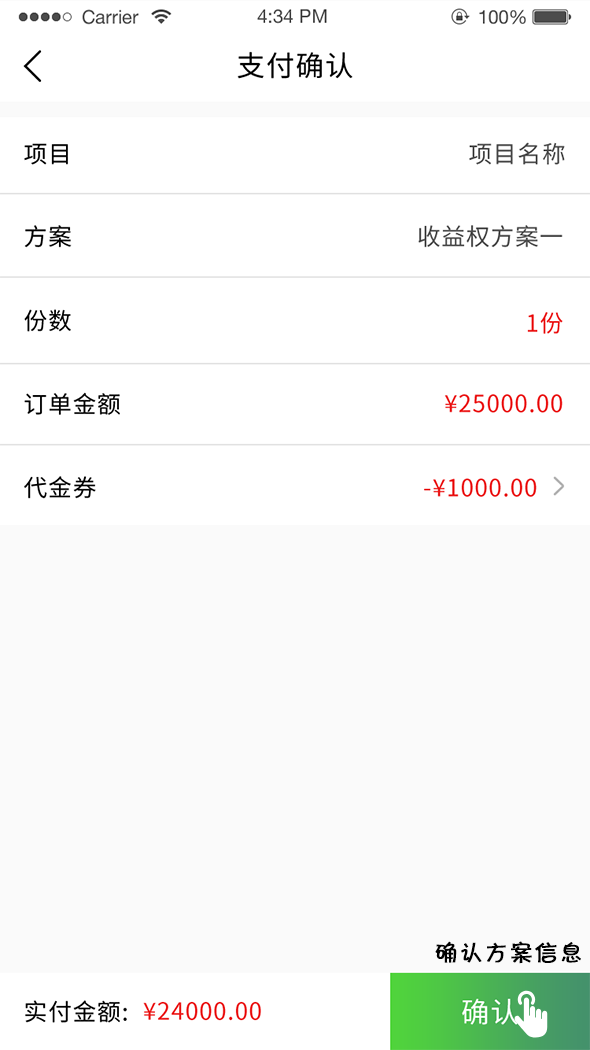 Carrier 4:34 PM 100%
支付确认
项目 项目名称
方案 收益权方案一
份数 1份
订单金额 ¥25000.00
代金券 -¥1000.00
确认方案信息
实付金额: ¥24000.00 确认